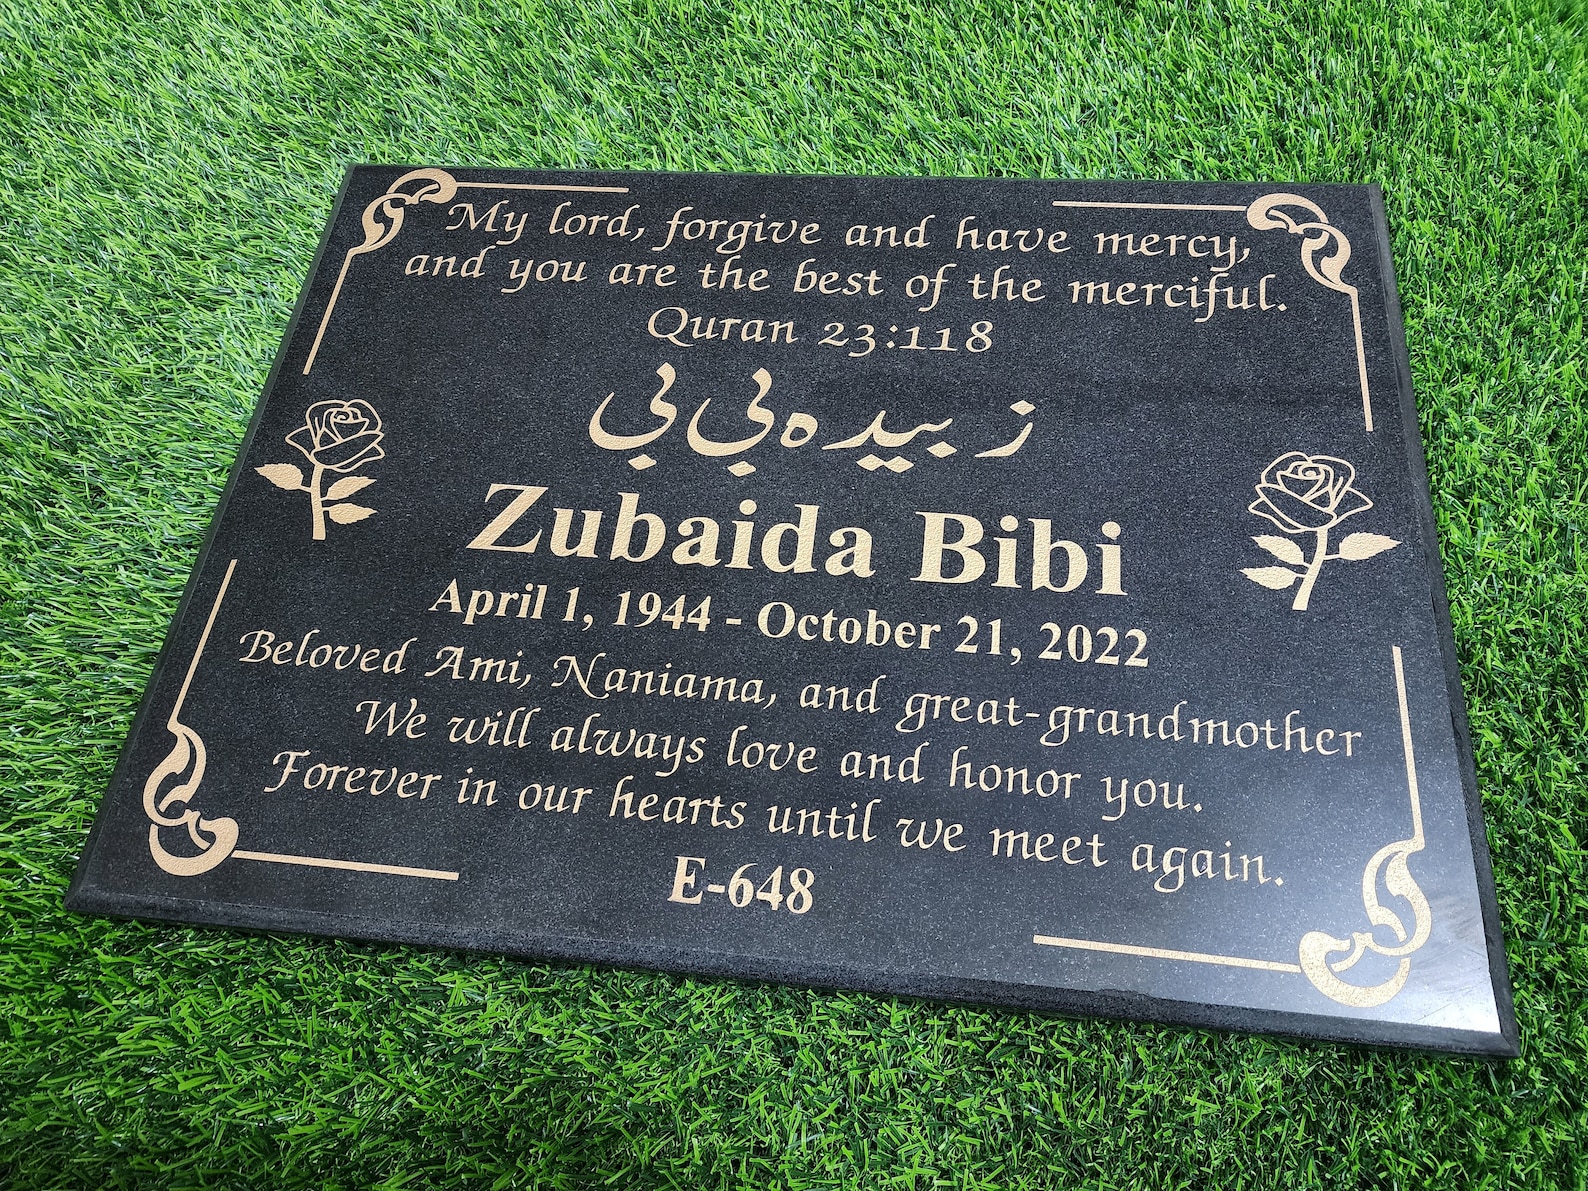 My lord, forgive and have mercy,
and you are the best of the merciful.
Quran 23:118
زبیدہ بی بی
Zubaida Bibi
April 1, 1944 - October 21, 2022
Beloved Ami, Naniama, and great-grandmother
We will always love and honor you.
Forever in our hearts until we meet again.
E-648